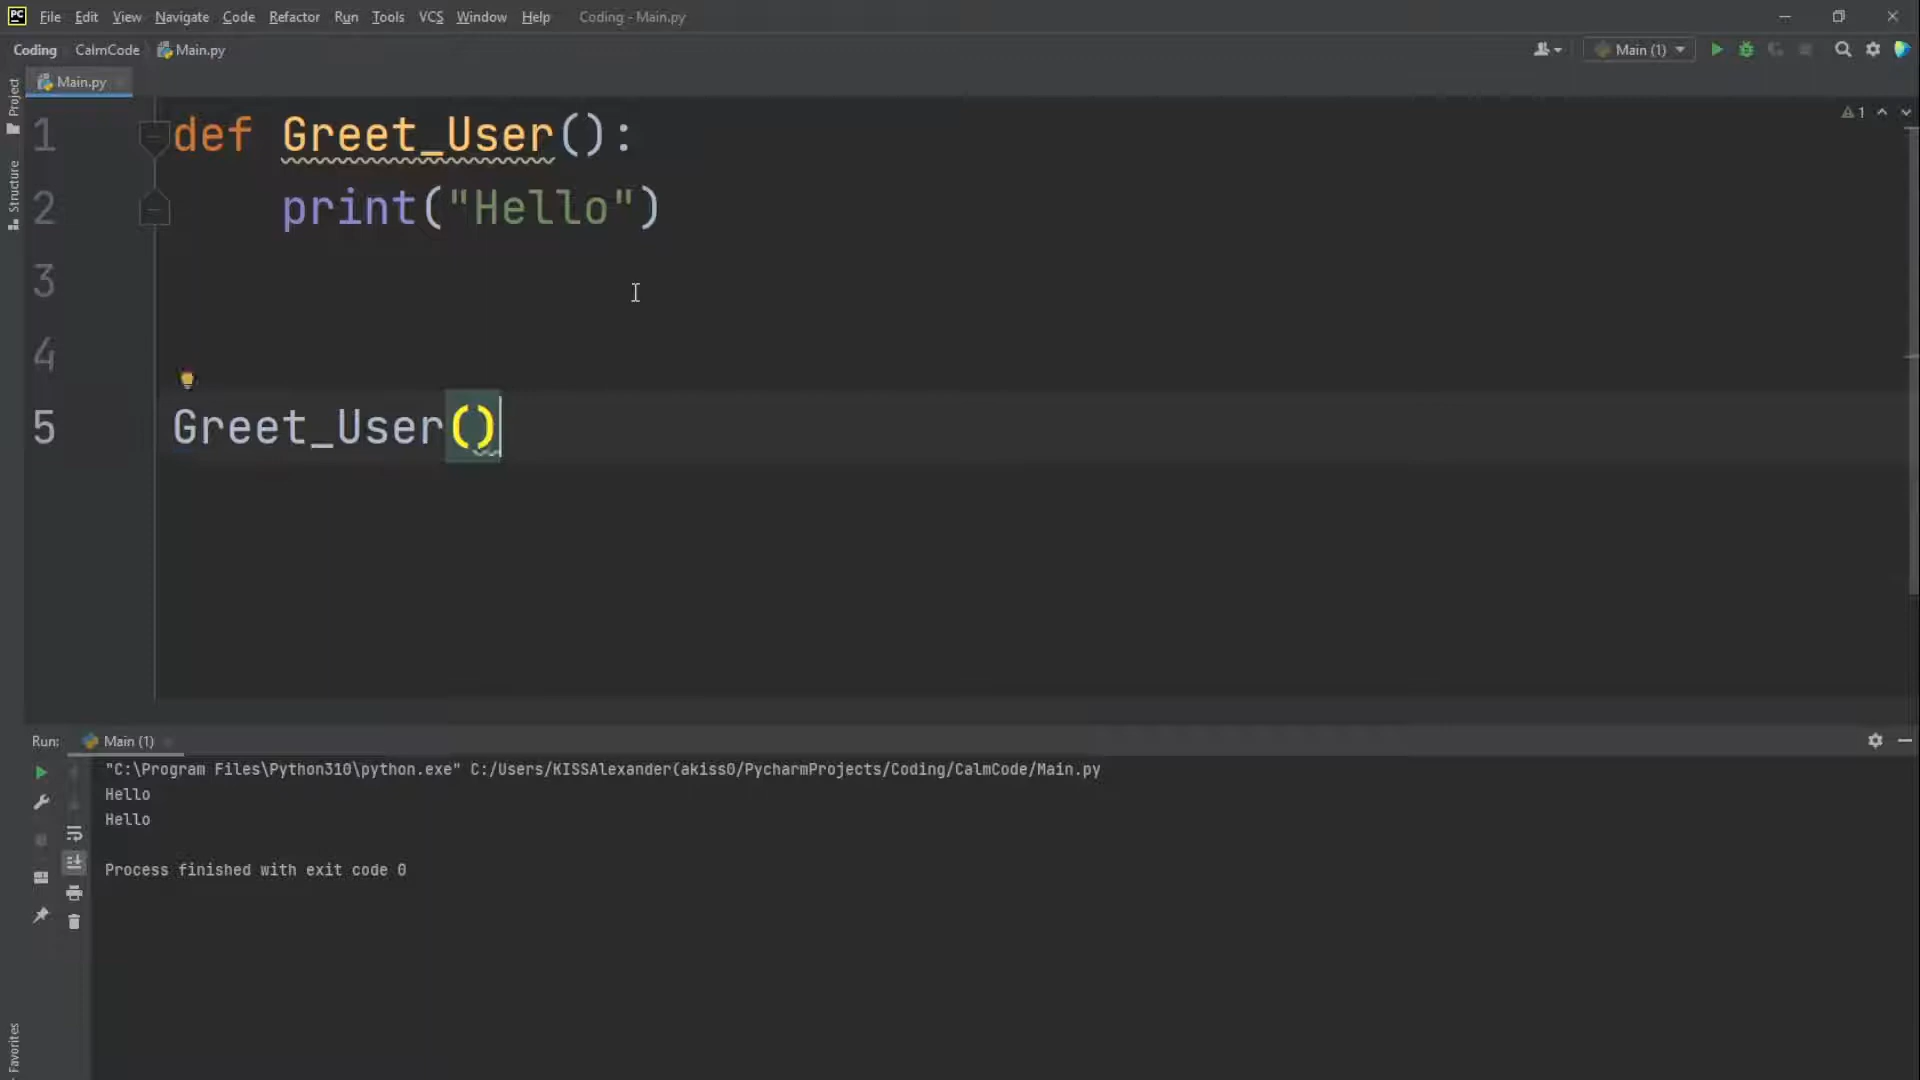 PC File Edit View Navigate Code Refactor Run Tools VCS Window Help Coding - Main.py
Coding CalmCode Main.py Main (1)
Main.py
Project
Structure
1 def Greet_User():
2     print("Hello")
3
4
5 Greet_User()
1
Run: Main (1)
"C:\Program Files\Python310\python.exe" C:/Users/KISSAlexander(akiss0/PycharmProjects/Coding/CalmCode/Main.py
Hello
Hello
Process finished with exit code 0
Favorites